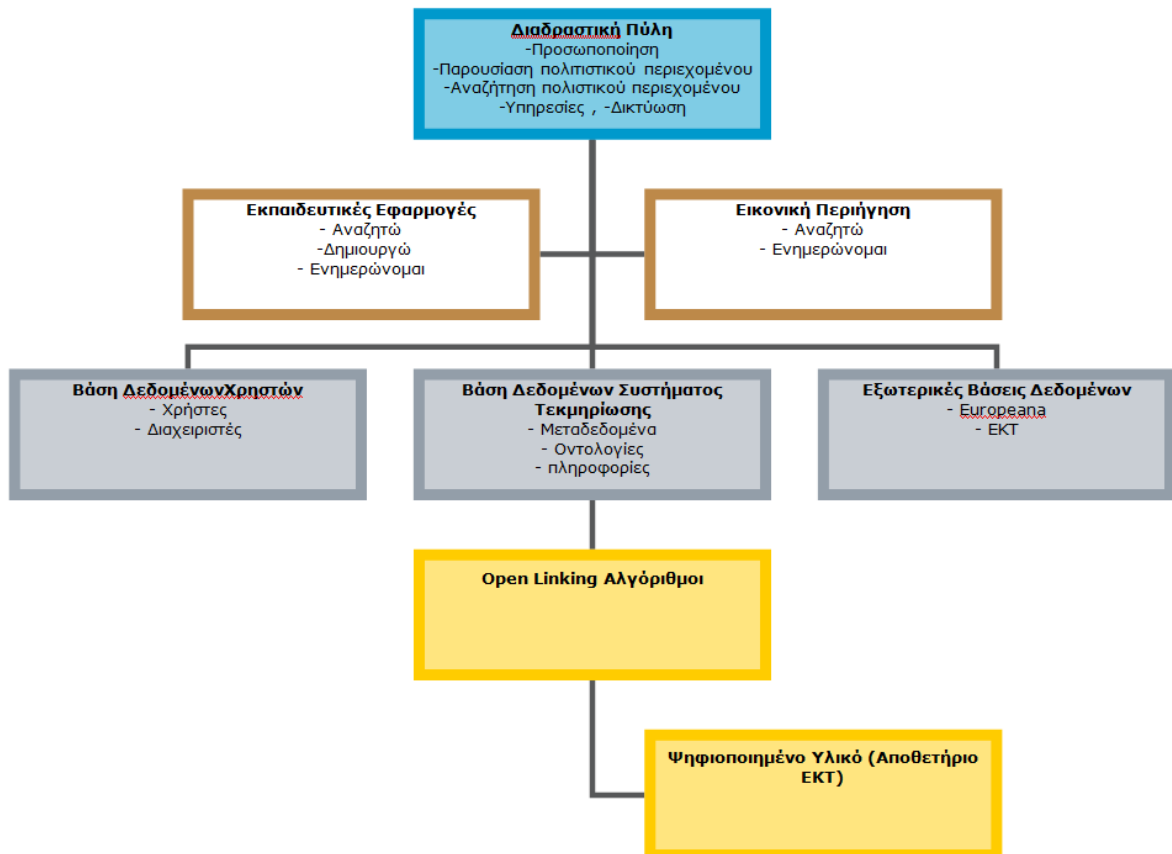 Διαδραστική Πύλη
-Προσωποποίηση
-Παρουσίαση πολιτιστικού περιεχομένου
-Αναζήτηση πολιστικού περιεχομένου
-Υπηρεσίες , -Δικτύωση
Εκπαιδευτικές Εφαρμογές
- Αναζητώ
-Δημιουργώ
- Ενημερώνομαι
Εικονική Περιήγηση
- Αναζητώ
- Ενημερώνομαι
Βάση ΔεδομένωνΧρηστών
- Χρήστες
- Διαχειριστές
Βάση Δεδομένων Συστήματος
Τεκμηρίωσης
- Μεταδεδομένα
- Οντολογίες
- πληροφορίες
Εξωτερικές Βάσεις Δεδομένων
- Europeana
- ΕΚΤ
Open Linking Αλγόριθμοι
Ψηφιοποιημένο Υλικό (Αποθετήριο
ΕΚΤ)